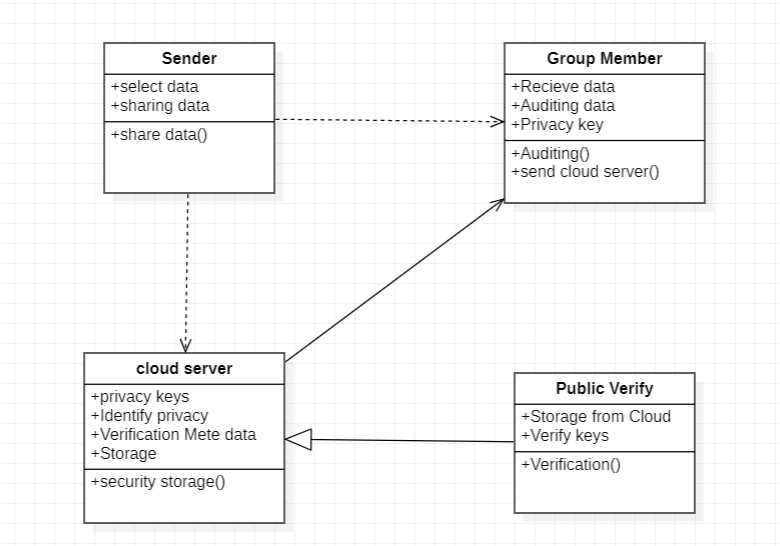 Sender
+select data
+sharing data
+share data()
Group Member
+Recieve data
+Auditing data
+Privacy key
+Auditing()
+send cloud server()
cloud server
+privacy keys
+Identify privacy
+Verification Mete data
+Storage
+security storage()
Public Verify
+Storage from Cloud
+Verify keys
+Verification()